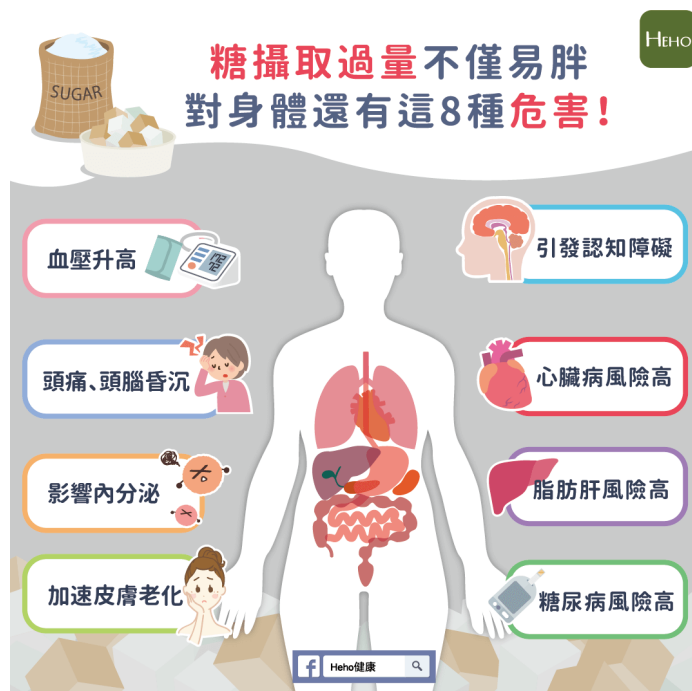 HEHO
糖攝取過量不僅易胖
對身體還有這8種危害！
SUGAR
血壓升高
172
72
引發認知障礙
頭痛、頭腦昏沉
心臟病風險高
影響內分泌
脂肪肝風險高
加速皮膚老化
糖尿病風險高
f
Heho健康